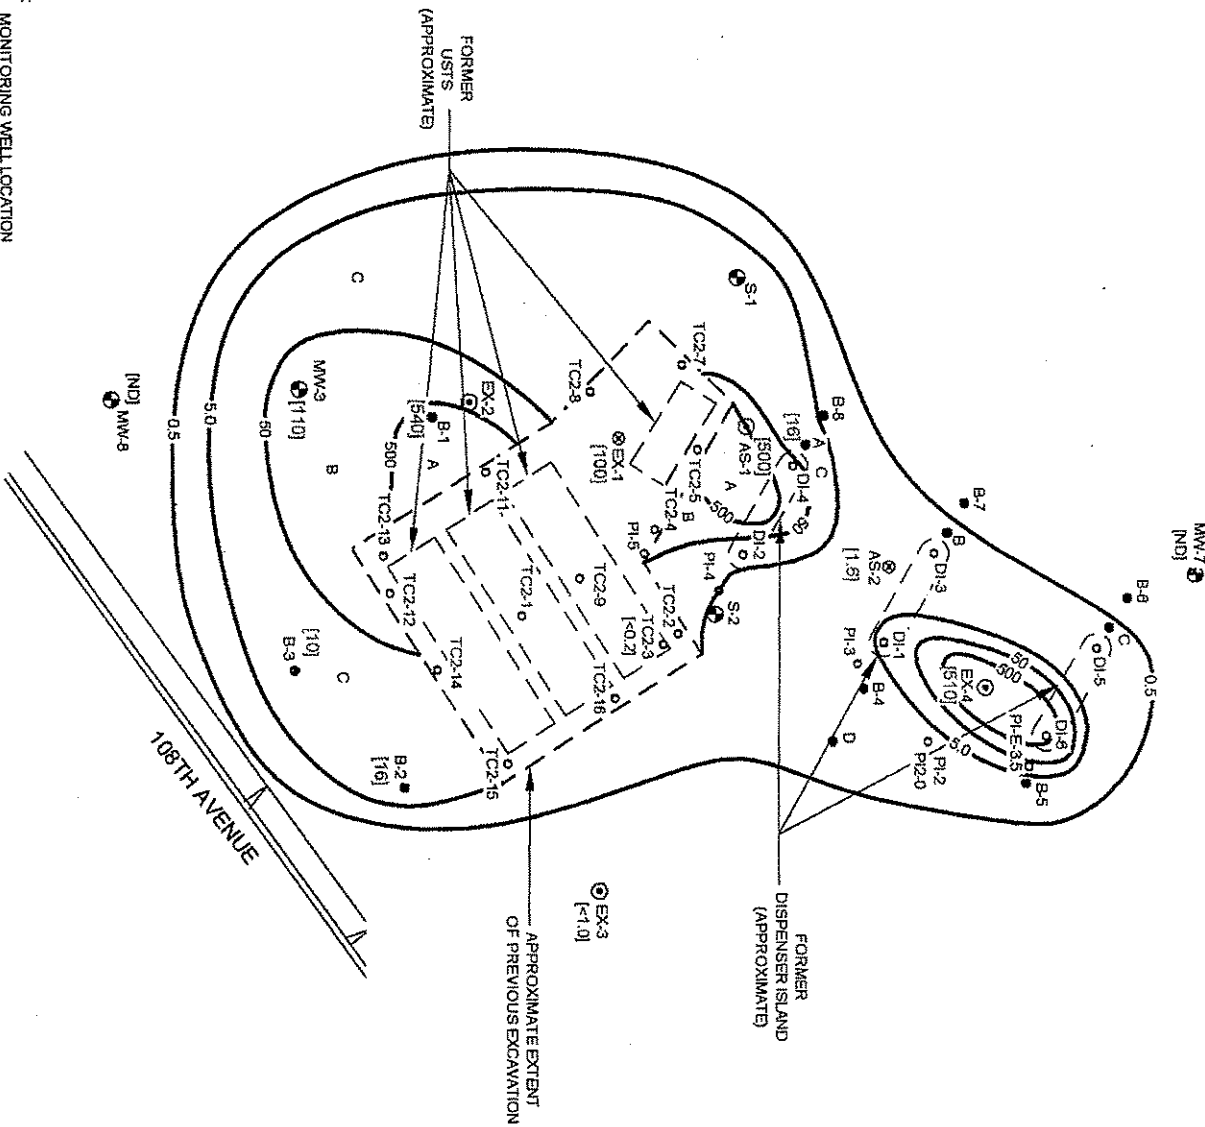 MONITORING WELL LOCATION
FORMER
USTS
(APPROXIMATE)
MW-7
[ND]
B-7
B-6
B
DI-3
AS-2
[1.6]
C
DI-5
0.5
50
500
EX-4
[510]
DI-6
PI-E-3.5
5.0
B-5
DI-1
PI-3
B-4
D
PI-2
PI2-0
S-1
B-8
[16]
A
C
DI-4
50
TC2-7
AS-1
[500]
TC2-5
A
500
B
DI-2
TC2-4
PI-5
PI-4
S-2
TC2-8
EX-1
[100]
TC2-2
TC2-3
[<0.2]
TC2-9
TC2-1
TC2-16
EX-2
B-1
[540]
A
500
TC2-11
TC2-13
TC2-12
TC2-14
TC2-15
C
MW-3
[110]
B
50
5.0
0.5
[ND]
MW-8
[10]
B-3
C
B-2
[16]
108TH AVENUE
EX-3
[<1.0]
APPROXIMATE EXTENT
OF PREVIOUS EXCAVATION
FORMER
DISPENSER ISLAND
(APPROXIMATE)